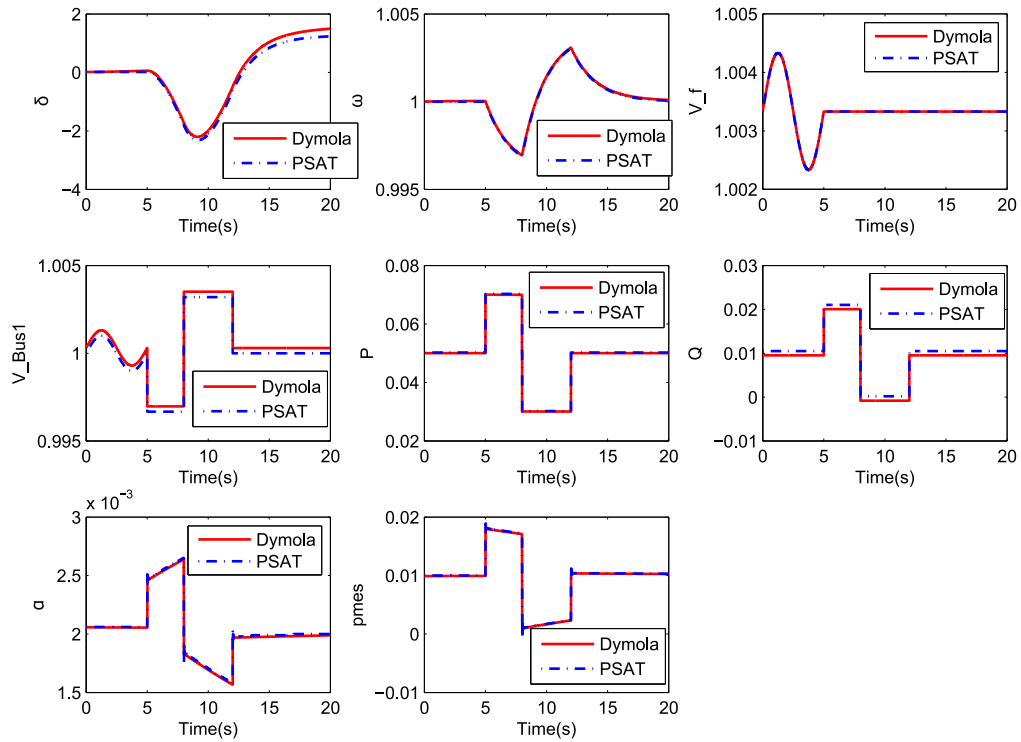 2
0
−2
−4
δ
0 5 10 15 20
Time(s)
Dymola
PSAT
1.005
1
0.995
ω
0 5 10 15 20
Time(s)
Dymola
PSAT
1.005
1.004
1.003
1.002
V_f
0 5 10 15 20
Time(s)
Dymola
PSAT
1.005
1
0.995
V_Bus1
0 5 10 15 20
Time(s)
Dymola
PSAT
0.08
0.06
0.04
0.02
P
0 5 10 15 20
Time(s)
Dymola
PSAT
0.03
0.02
0.01
0
−0.01
Q
0 5 10 15 20
Time(s)
Dymola
PSAT
x 10−3
3
2.5
2
1.5
α
0 5 10 15 20
Time(s)
Dymola
PSAT
0.02
0.01
0
−0.01
pmes
0 5 10 15 20
Time(s)
Dymola
PSAT